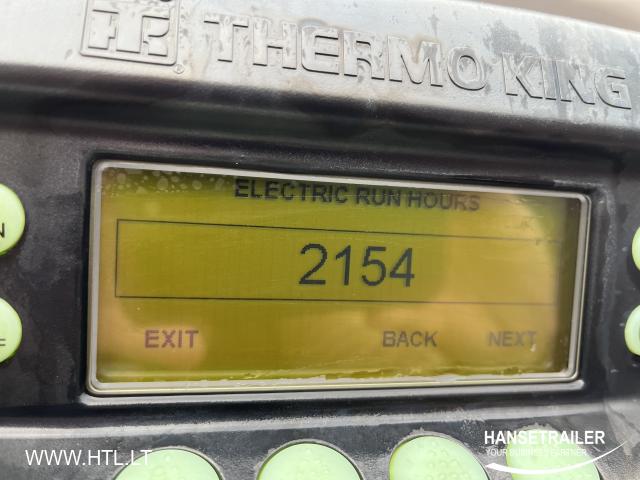 THERMO KING
ELECTRIC RUN HOURS
2154
EXIT BACK NEXT
WWW.HTL.LT
HANSETRAILER
YOUR BUSINESS PARTNER